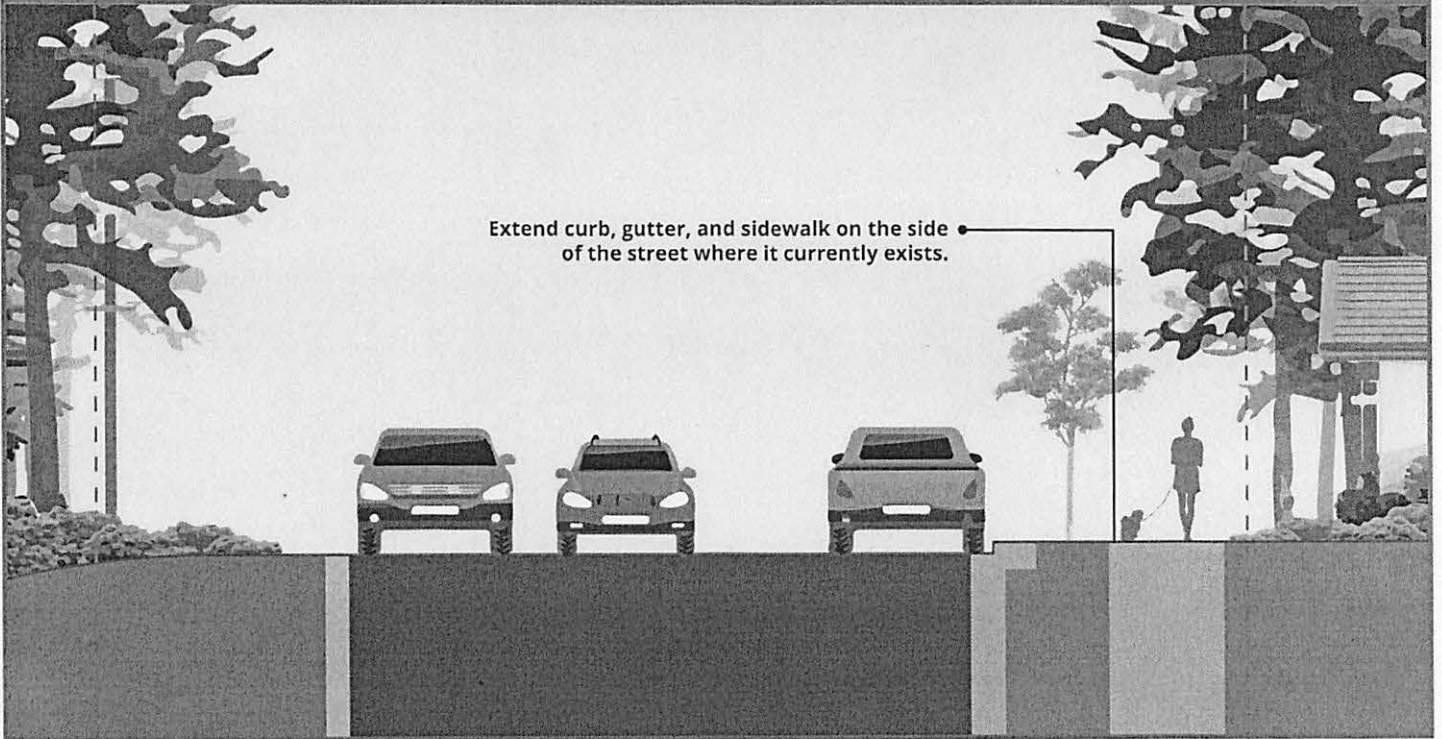 Extend curb, gutter, and sidewalk on the side
of the street where it currently exists.